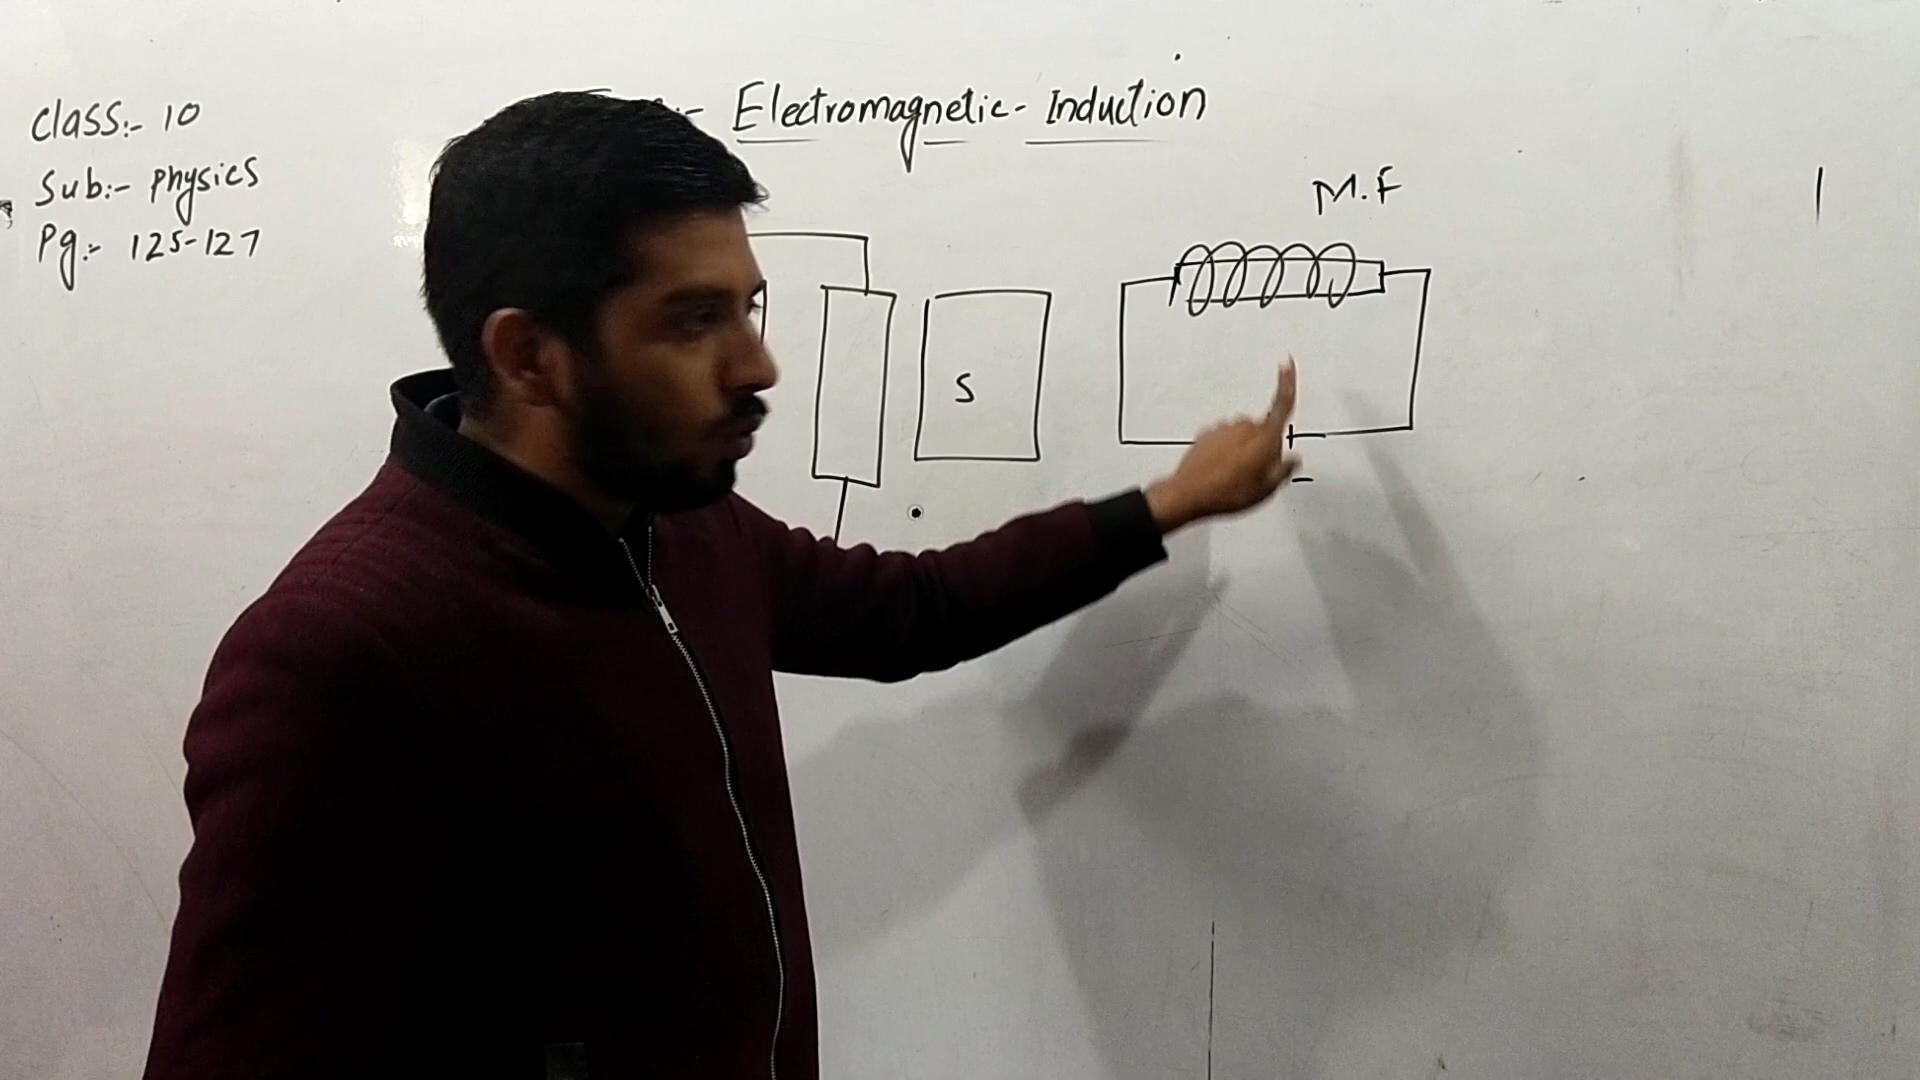 Class:- 10
Sub:- Physics
Pg:- 125-127
Electromagnetic- Induction
M.F
S